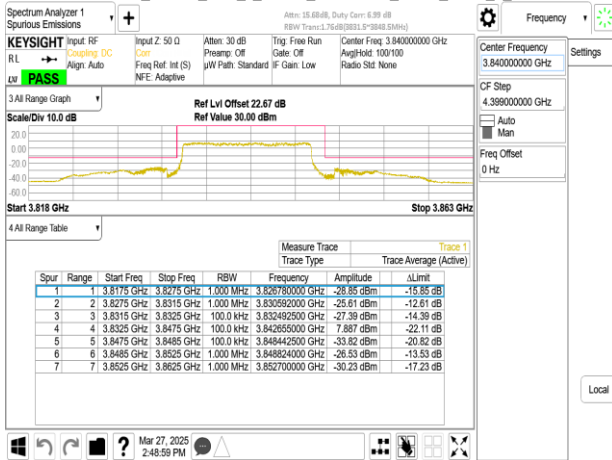 Spectrum Analyzer 1
Spurious Emissions
Attn: 15.68dB, Duty Corr: 6.99 dB
RBW Trans:1.76dB(3831.5~3848.5MHz)
Frequency
KEYSIGHT
RL
LXI
PASS
Input: RF
Coupling: DC
Align: Auto
Input Z: 50 Ω
Corr
Freq Ref: Int (S)
NFE: Adaptive
Atten: 30 dB
Preamp: Off
µW Path: Standard
Trig: Free Run
Gate: Off
IF Gain: Low
Center Freq: 3.840000000 GHz
Avg|Hold: 100/100
Radio Std: None
Center Frequency
3.840000000 GHz
Settings
CF Step
4.399000000 GHz
Auto
Man
Freq Offset
0 Hz
3 All Range Graph
Scale/Div 10.0 dB
Ref Lvl Offset 22.67 dB
Ref Value 30.00 dBm
20.0
0.00
-20.0
-40.0
-60.0
Start 3.818 GHz
Stop 3.863 GHz
4 All Range Table
Measure Trace Trace 1
Trace Type Trace Average (Active)
Spur Range Start Freq Stop Freq RBW Frequency Amplitude ΔLimit
1 1 3.8175 GHz 3.8275 GHz 1.000 MHz 3.826780000 GHz -28.85 dBm -15.85 dB
2 2 3.8275 GHz 3.8315 GHz 1.000 MHz 3.830592000 GHz -25.61 dBm -12.61 dB
3 3 3.8315 GHz 3.8325 GHz 100.0 kHz 3.832492500 GHz -27.39 dBm -14.39 dB
4 4 3.8325 GHz 3.8475 GHz 100.0 kHz 3.842655000 GHz 7.887 dBm -22.11 dB
5 5 3.8475 GHz 3.8485 GHz 100.0 kHz 3.848442500 GHz -33.82 dBm -20.82 dB
6 6 3.8485 GHz 3.8525 GHz 1.000 MHz 3.848824000 GHz -26.53 dBm -13.53 dB
7 7 3.8525 GHz 3.8625 GHz 1.000 MHz 3.852700000 GHz -30.23 dBm -17.23 dB
Local
?
Mar 27, 2025
2:48:59 PM